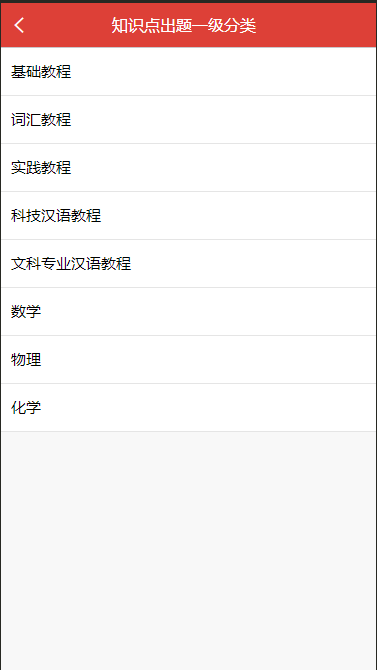 知识点出题一级分类
基础教程
词汇教程
实践教程
科技汉语教程
文科专业汉语教程
数学
物理
化学